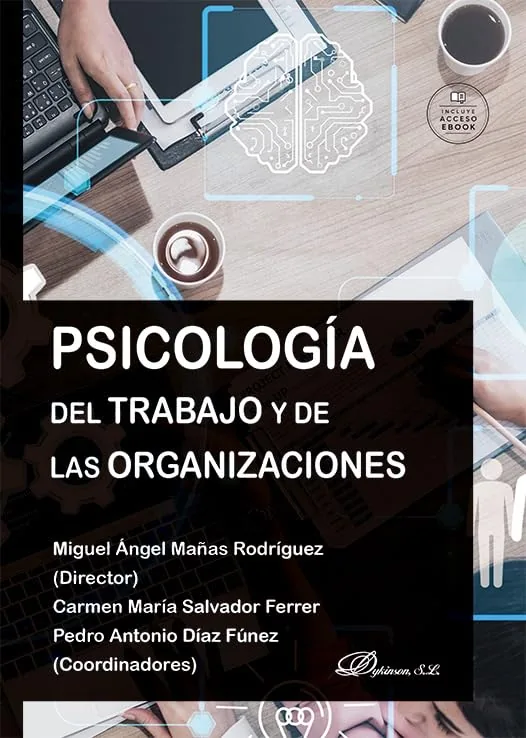 INCLUYE
ACCESO
EBOOK
PSICOLOGÍA
DEL TRABAJO Y DE
LAS ORGANIZACIONES
Miguel Ángel Mañas Rodríguez
(Director)
Carmen María Salvador Ferrer
Pedro Antonio Díaz Fúnez
(Coordinadores)
Dykinson, S.L.